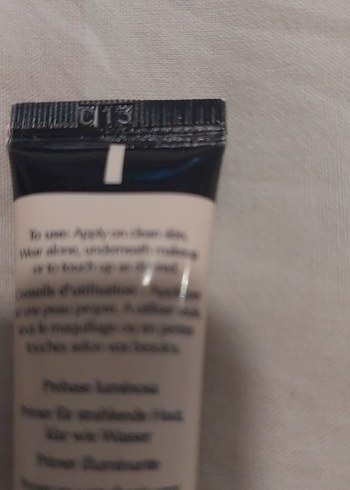 d13
To use: Apply on clean skin.
Wear alone, underneath makeup
or to touch up as desired.
Conseils d'utilisation : Appliquer
sur une peau propre. A utiliser seul,
sous le maquillage ou en petites
touches selon vos besoins.
Prebase luminosa
Primer für strahlende Haut,
klar wie Wasser
Primer illuminante